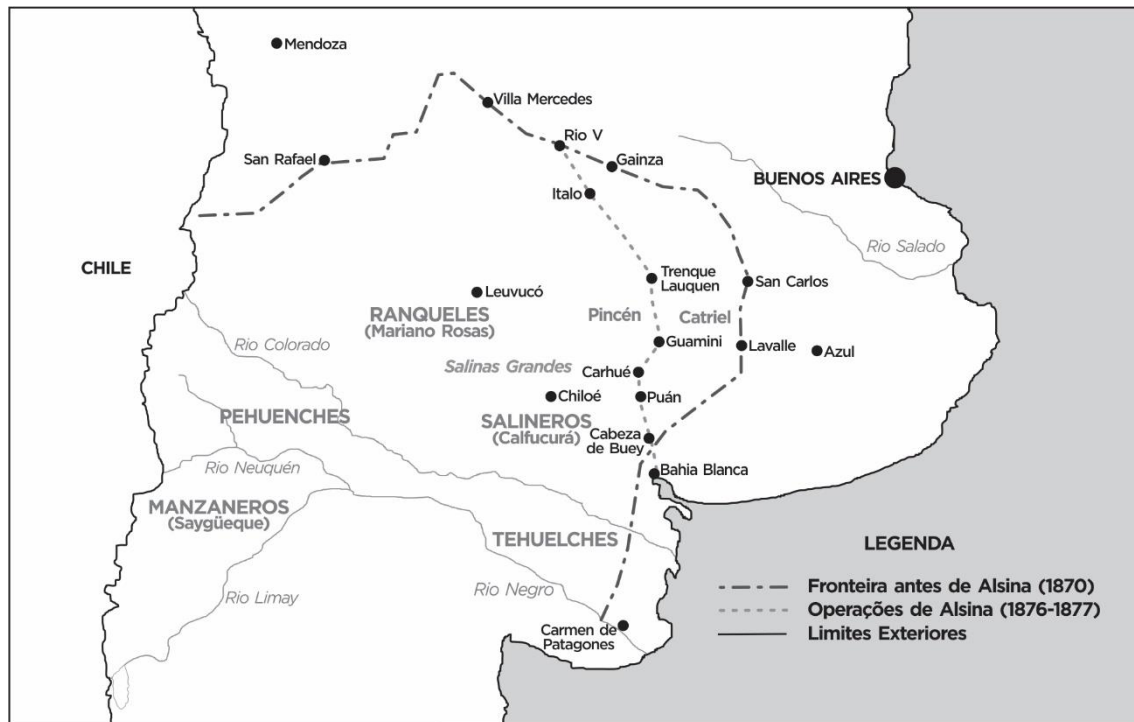 Mendoza
Villa Mercedes
Rio V
San Rafael
Gainza
BUENOS AIRES
Italo
Rio Salado
CHILE
Trenque
Lauquen
San Carlos
Leuvucó
RANQUELES
(Mariano Rosas)
Pincén
Catriel
Rio Colorado
Guamini
Lavalle
Azul
Salinas Grandes
Carhué
Chiloé
Puán
PEHUENCHES
SALINEROS
(Calfucurá)
Cabeza
de Buey
Rio Neuquén
Bahia Blanca
MANZANEROS
(Saygüeque)
TEHUELCHES
Rio Negro
Rio Limay
Carmen de
Patagones
LEGENDA
Fronteira antes de Alsina (1870)
Operações de Alsina (1876-1877)
Limites Exteriores